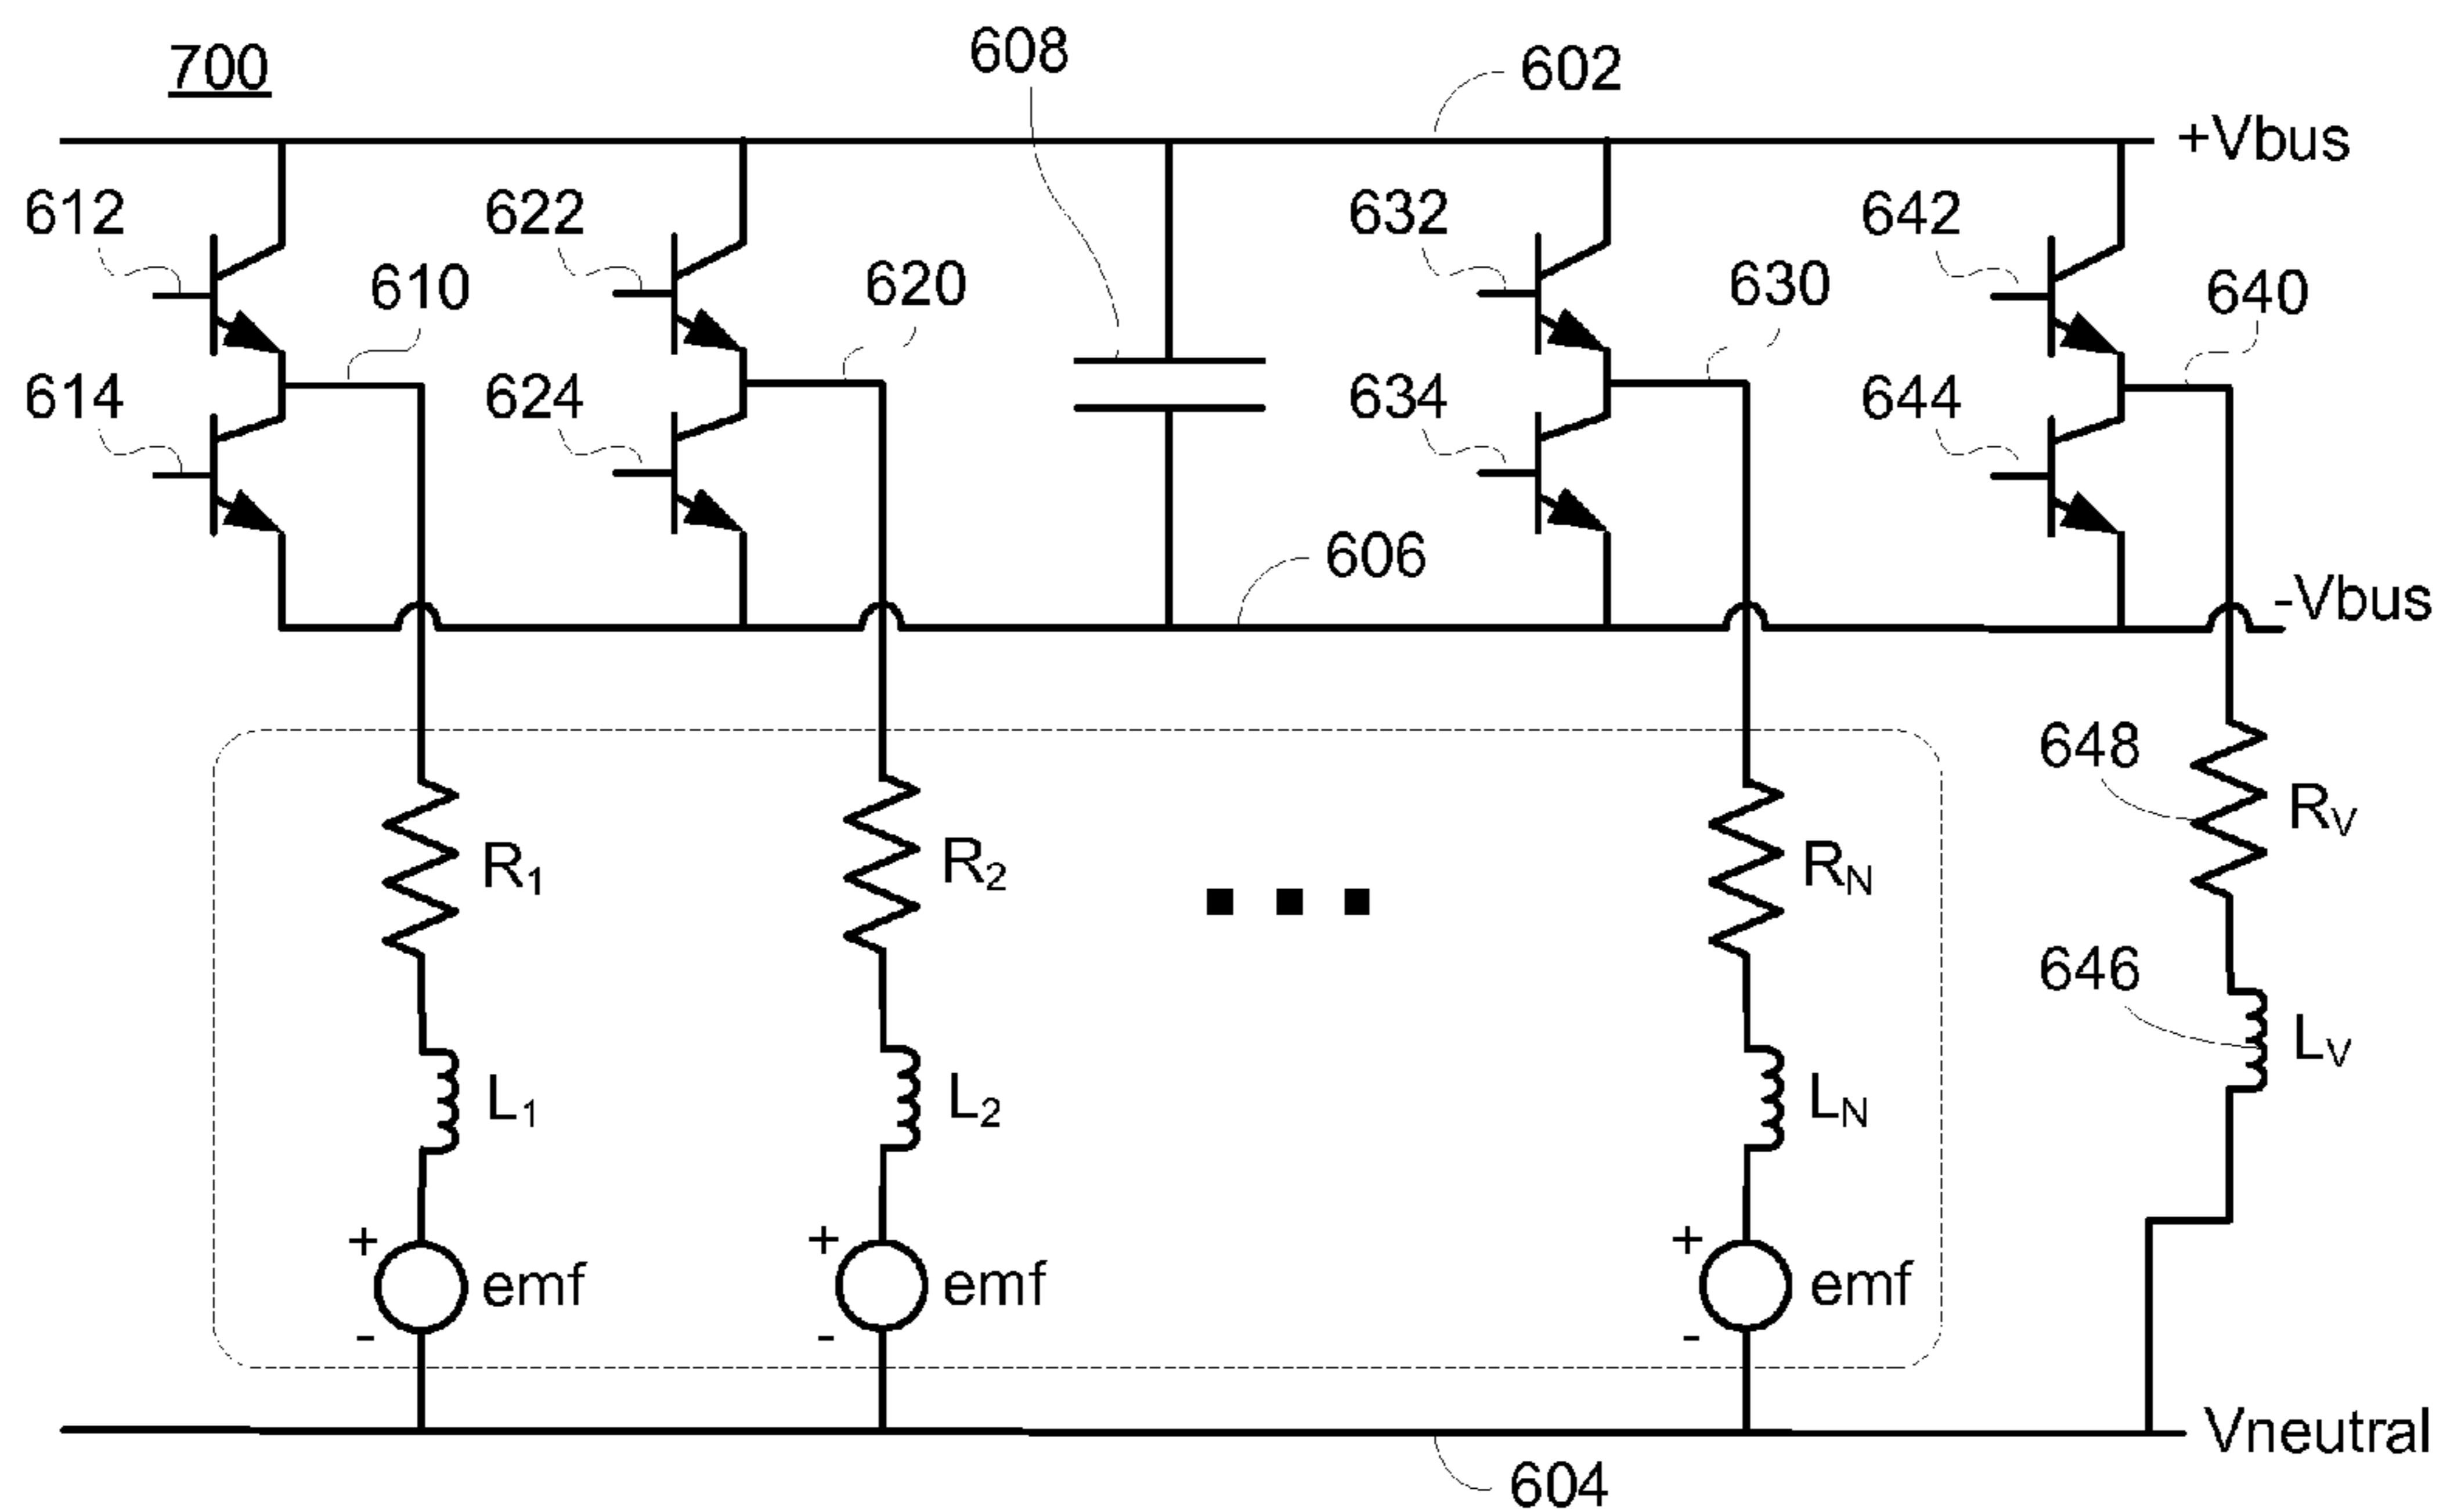 700
608
602
+Vbus
612
622
632
642
610
620
630
640
614
624
634
644
606
-Vbus
648
R1
R2
RN
RV
646
L1
L2
LN
LV
+
+
+
emf
emf
emf
-
-
-
Vneutral
604